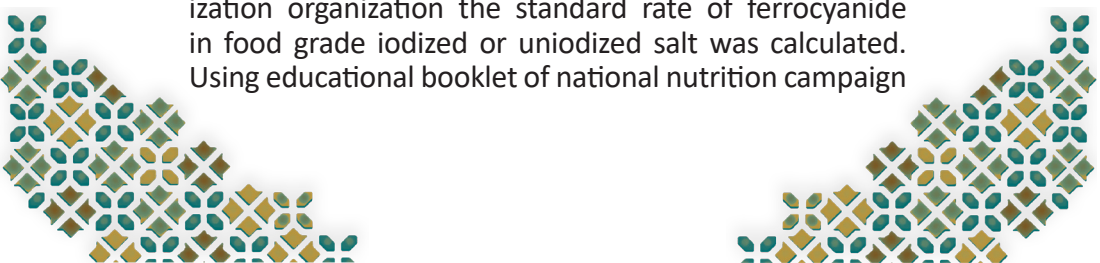 ization organization the standard rate of ferrocyanide
in food grade iodized or uniodized salt was calculated.
Using educational booklet of national nutrition campaign